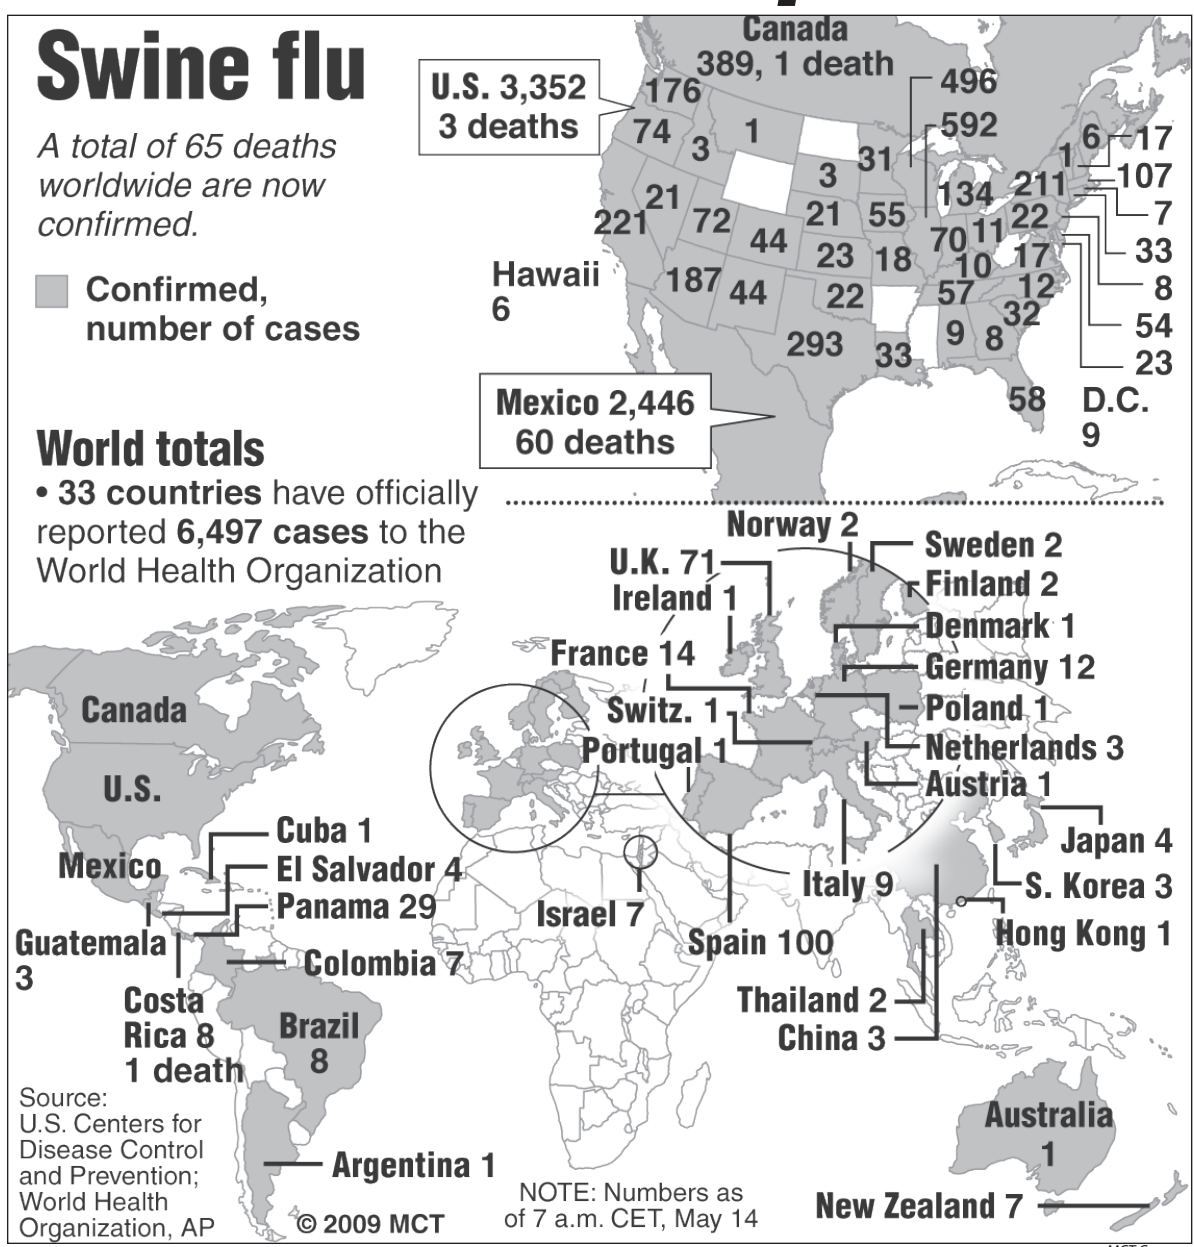 Swine flu
A total of 65 deaths
worldwide are now
confirmed.
Confirmed,
number of cases
U.S. 3,352
3 deaths
Canada
389, 1 death
176
74
3
1
496
592
31
3
6
17
1
107
134
211
7
21
221
72
21
55
22
33
44
23
18
70
11
10
17
8
187
44
22
57
12
32
54
293
33
9
8
23
58
D.C.
9
Hawaii
6
Mexico 2,446
60 deaths
World totals
• 33 countries have officially
reported 6,497 cases to the
World Health Organization
Norway 2
Sweden 2
U.K. 71
Finland 2
Ireland 1
Denmark 1
France 14
Germany 12
Switz. 1
Poland 1
Portugal 1
Netherlands 3
Austria 1
Canada
U.S.
Mexico
Cuba 1
El Salvador 4
Panama 29
Guatemala
3
Colombia 7
Costa
Rica 8
1 death
Brazil
8
Argentina 1
Israel 7
Spain 100
Italy 9
Japan 4
S. Korea 3
Hong Kong 1
Thailand 2
China 3
Australia
1
New Zealand 7
Source:
U.S. Centers for
Disease Control
and Prevention;
World Health
Organization, AP
© 2009 MCT
NOTE: Numbers as
of 7 a.m. CET, May 14